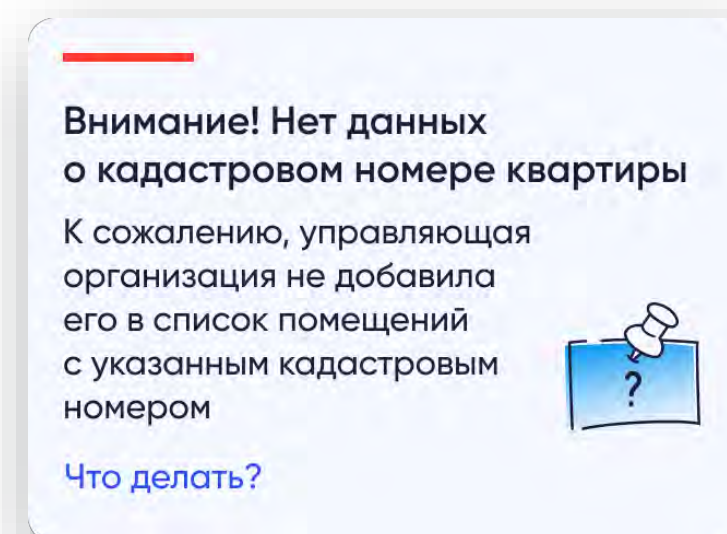 Внимание! Нет данных
о кадастровом номере квартиры
К сожалению, управляющая
организация не добавила
его в список помещений
с указанным кадастровым
номером
?
Что делать?